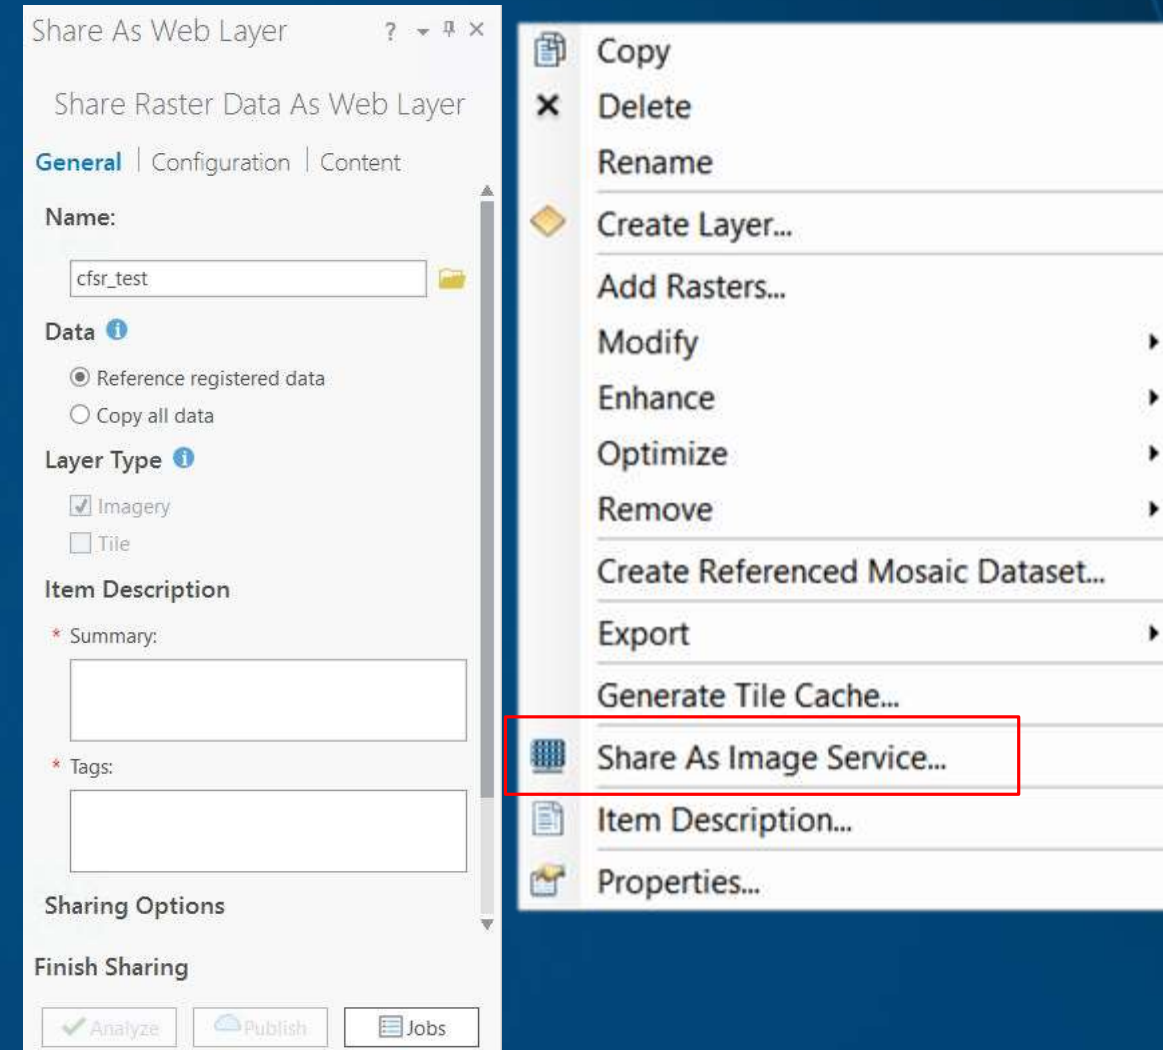 Share As Web Layer ?
Share Raster Data As Web Layer
General | Configuration | Content
Name:
cfsr_test
Data
Reference registered data
Copy all data
Layer Type
Imagery
Tile
Item Description
* Summary:
* Tags:
Sharing Options
Finish Sharing
Analyze Publish Jobs
Copy
Delete
Rename
Create Layer...
Add Rasters...
Modify
Enhance
Optimize
Remove
Create Referenced Mosaic Dataset...
Export
Generate Tile Cache...
Share As Image Service...
Item Description...
Properties...